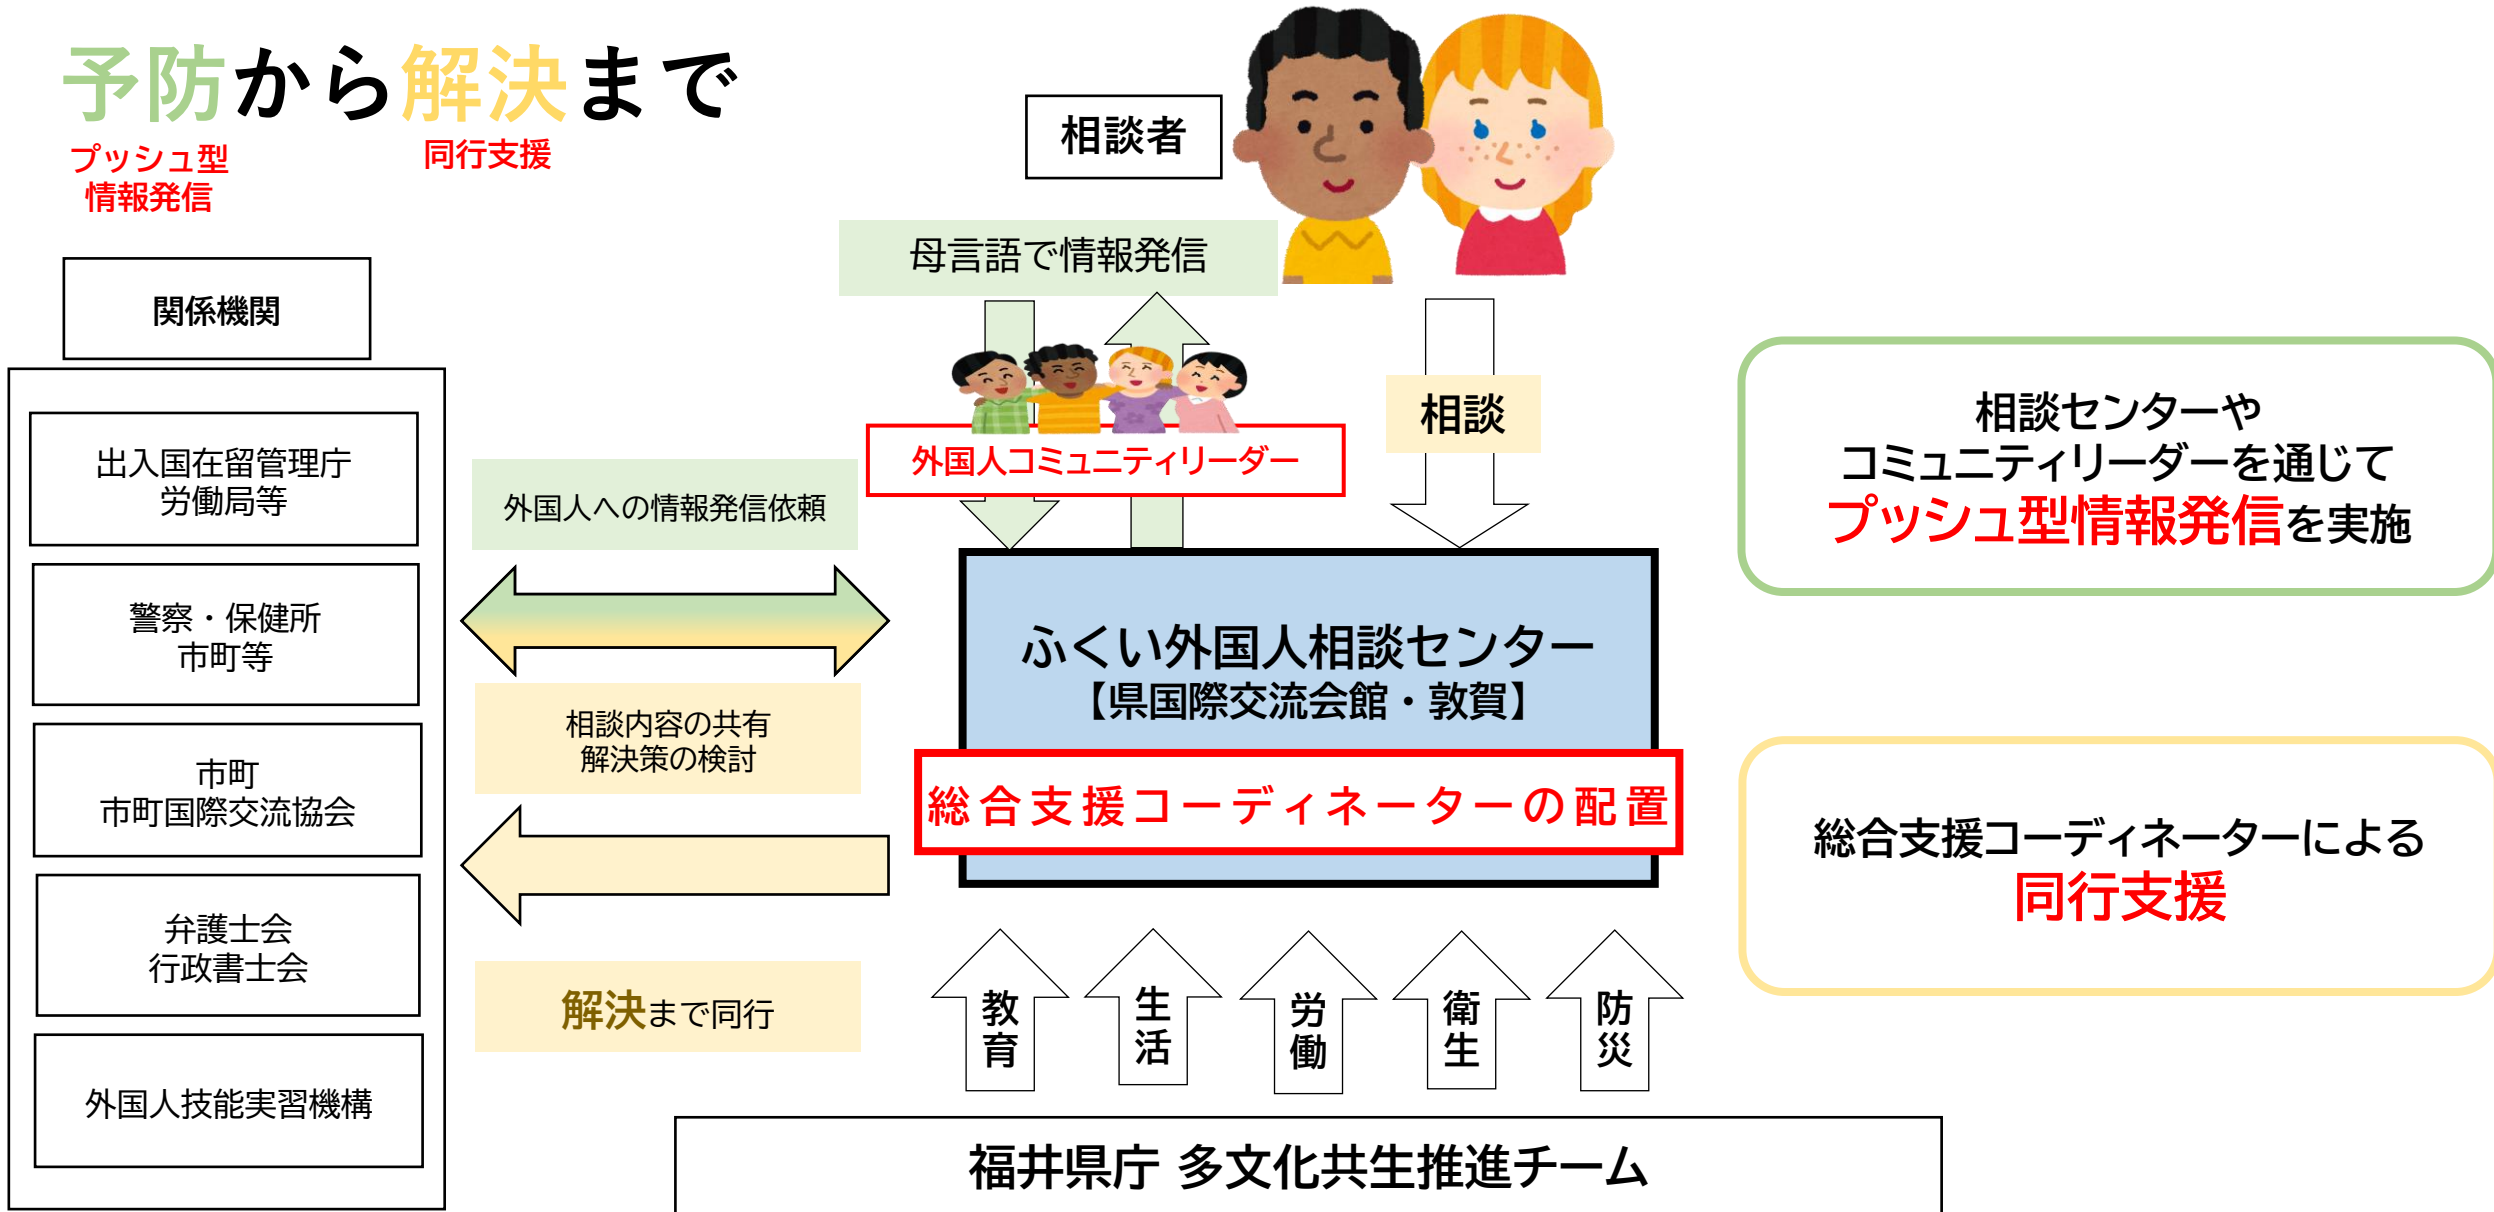 予防から解決まで
プッシュ型
情報発信
同行支援
相談者
母言語で情報発信
関係機関
出入国在留管理庁
労働局等
警察・保健所
市町等
市町
市町国際交流協会
弁護士会
行政書士会
外国人技能実習機構
外国人への情報発信依頼
相談内容の共有
解決策の検討
解決まで同行
外国人コミュニティリーダー
相談
ふくい外国人相談センター
【県国際交流会館・敦賀】
総合支援コーディネーターの配置
教育
生活
労働
衛生
防災
福井県庁 多文化共生推進チーム
相談センターや
コミュニティリーダーを通じて
プッシュ型情報発信を実施
総合支援コーディネーターによる
同行支援